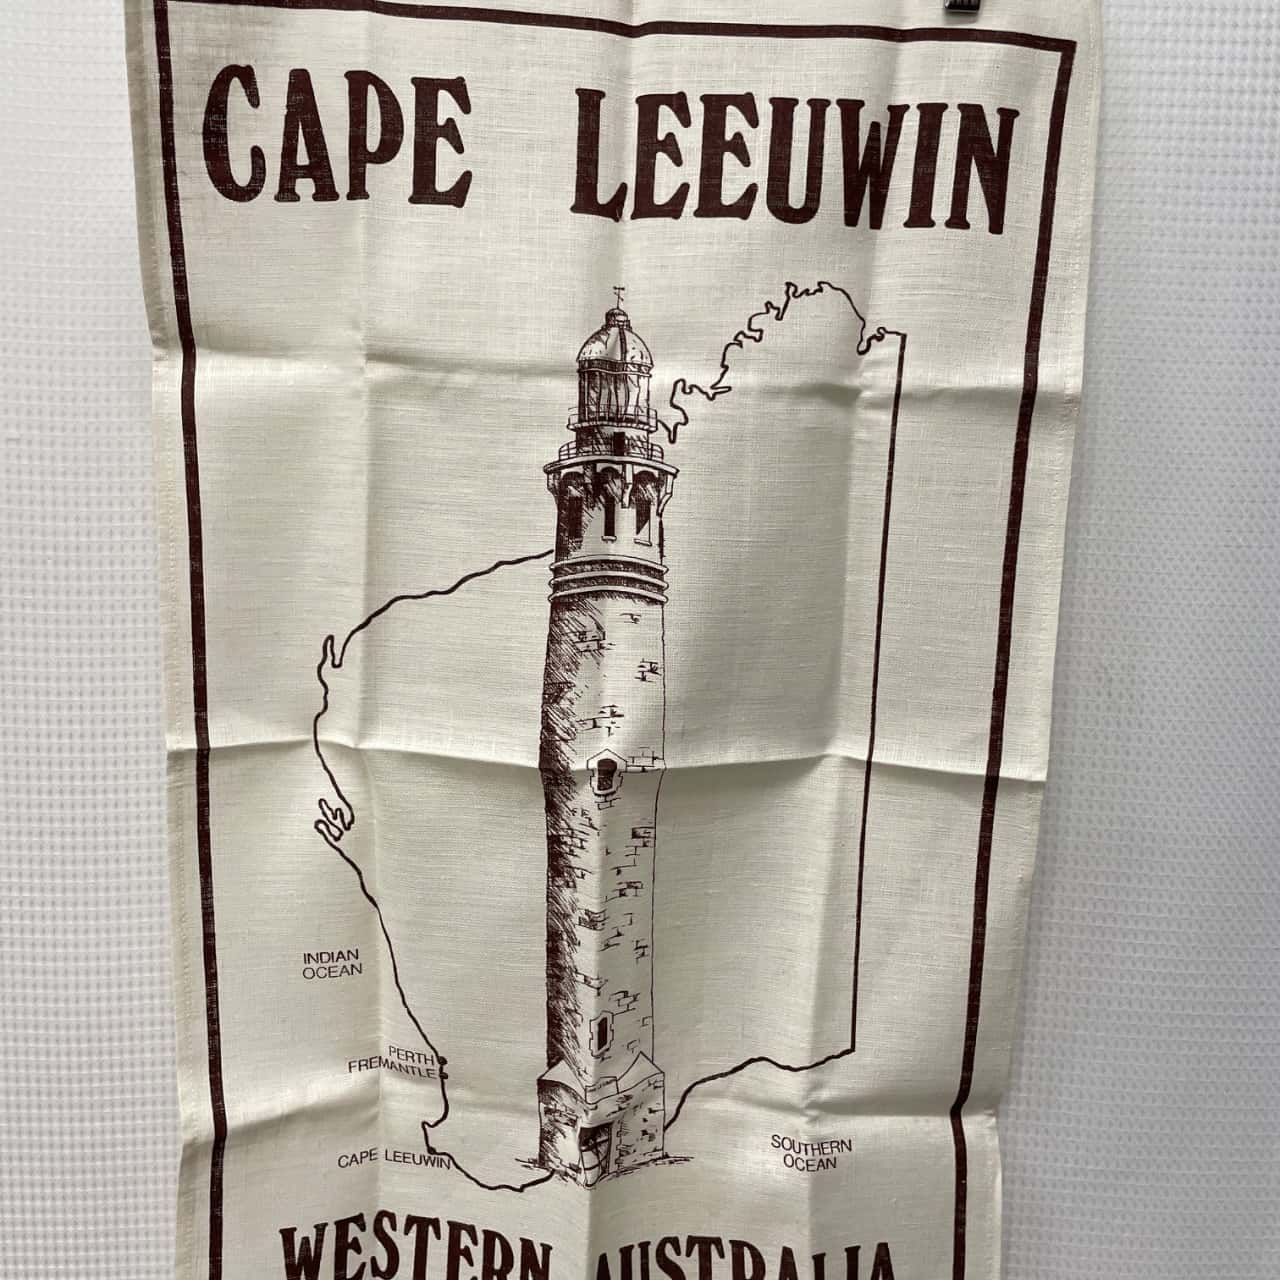 CAPE LEEUWIN
INDIAN
OCEAN
PERTH
FREMANTLE
CAPE LEEUWIN
SOUTHERN
OCEAN
WESTERN AUSTRALIA